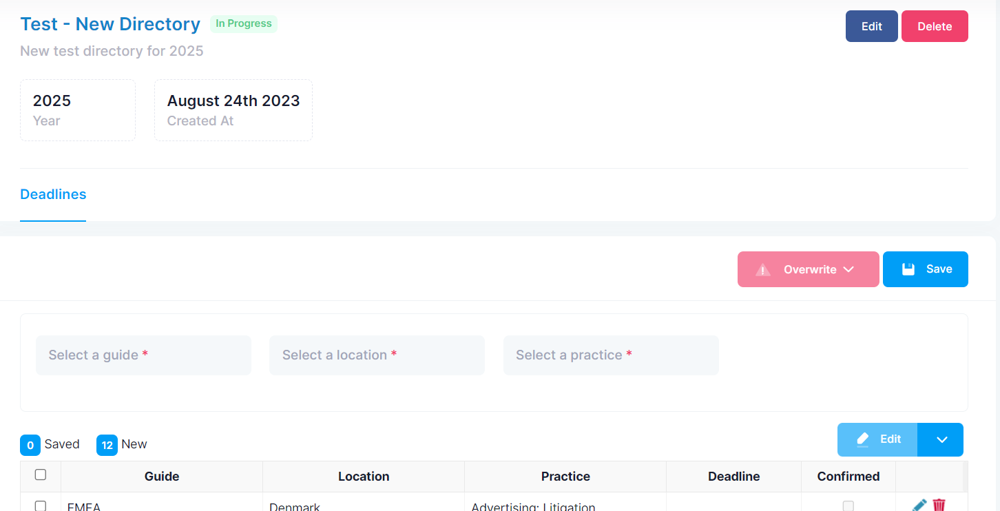 Test - New Directory In Progress
Edit Delete
New test directory for 2025
2025
Year
August 24th 2023
Created At
Deadlines
Overwrite Save
Select a guide * Select a location * Select a practice *
0 Saved 12 New Edit
Guide Location Practice Deadline Confirmed
EMEA Denmark Advertising: Litigation